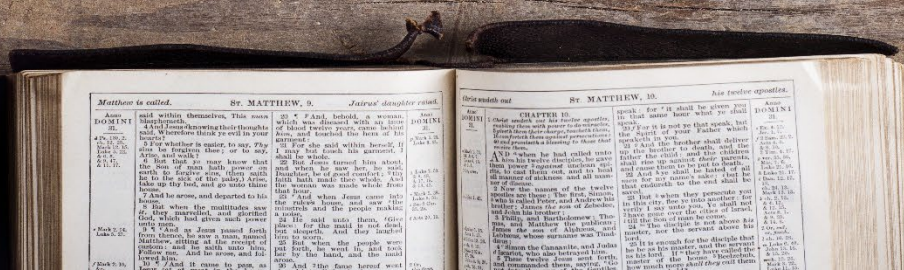 Matthew is called.
ST. MATTHEW, 9.
Jairus' daughter raised.
Anno
DOMINI
31.
said within themselves, This man
blasphemeth.
4 And Jesus knowing their thoughts
said, Wherefore think ye evil in your
hearts?
5 For whether is easier, to say, Thy
sins be forgiven thee; or to say,
Arise, and walk?
6 But that ye may know that
the Son of man hath power on
earth to forgive sins, (then saith
he to the sick of the palsy,) Arise,
take up thy bed, and go unto thine
house.
7 And he arose, and departed to
his house.
8 But when the multitudes saw
it, they marvelled, and glorified
God, which had given such power
unto men.
9 ¶ And as Jesus passed forth
from thence, he saw a man, named
Matthew, sitting at the receipt of
custom: and he saith unto him,
Follow me. And he arose, and fol-
lowed him.
10 ¶ And it came to pass, as
20 ¶ And, behold, a woman,
which was diseased with an issue
of blood twelve years, came behind
him, and touched the hem of his
garment:
21 For she said within herself, If
I may but touch his garment, I
shall be whole.
22 But Jesus turned him about,
and when he saw her, he said,
Daughter, be of good comfort; thy
faith hath made thee whole. And
the woman was made whole from
that hour.
23 And when Jesus came into
the ruler's house, and saw the
minstrels and the people making
a noise,
24 He said unto them, Give
place: for the maid is not dead,
but sleepeth. And they laughed
him to scorn.
25 But when the people were
put forth, he went in, and took
her by the hand, and the maid
arose.
26 And the fame hereof went
Christ sendeth out
ST. MATTHEW, 10.
his twelve apostles.
CHAPTER 10.
AND when he had called unto
him his twelve disciples, he gave
them power against unclean spi-
rits, to cast them out, and to heal
all manner of sickness and all man-
ner of disease.
2 Now the names of the twelve
apostles are these; The first, Simon,
who is called Peter, and Andrew his
brother; James the son of Zebedee,
and John his brother;
3 Philip, and Bartholomew; Tho-
mas, and Matthew the publican;
James the son of Alphæus, and
Lebbæus, whose surname was Thad-
dæus;
4 Simon the Canaanite, and Judas
Iscariot, who also betrayed him.
5 These twelve Jesus sent forth,
and commanded them, saying, Go
speak: for it shall be given you
in that same hour what ye shall
speak.
20 For it is not ye that speak, but
the Spirit of your Father which
speaketh in you.
21 And the brother shall deliver
up the brother to death, and the
father the child: and the children
shall rise up against their parents,
and cause them to be put to death.
22 And ye shall be hated of all
men for my name's sake: but he
that endureth to the end shall be
saved.
23 But when they persecute you
in this city, flee ye into another: for
verily I say unto you, Ye shall not
have gone over the cities of Israel,
till the Son of man be come.
24 The disciple is not above his
master, nor the servant above his
lord.
25 It is enough for the disciple that
he be as his master, and the servant
as his lord. If they have called the
master of the house Beelzebub,
how much more shall they call them
Anno
DOMINI
31.